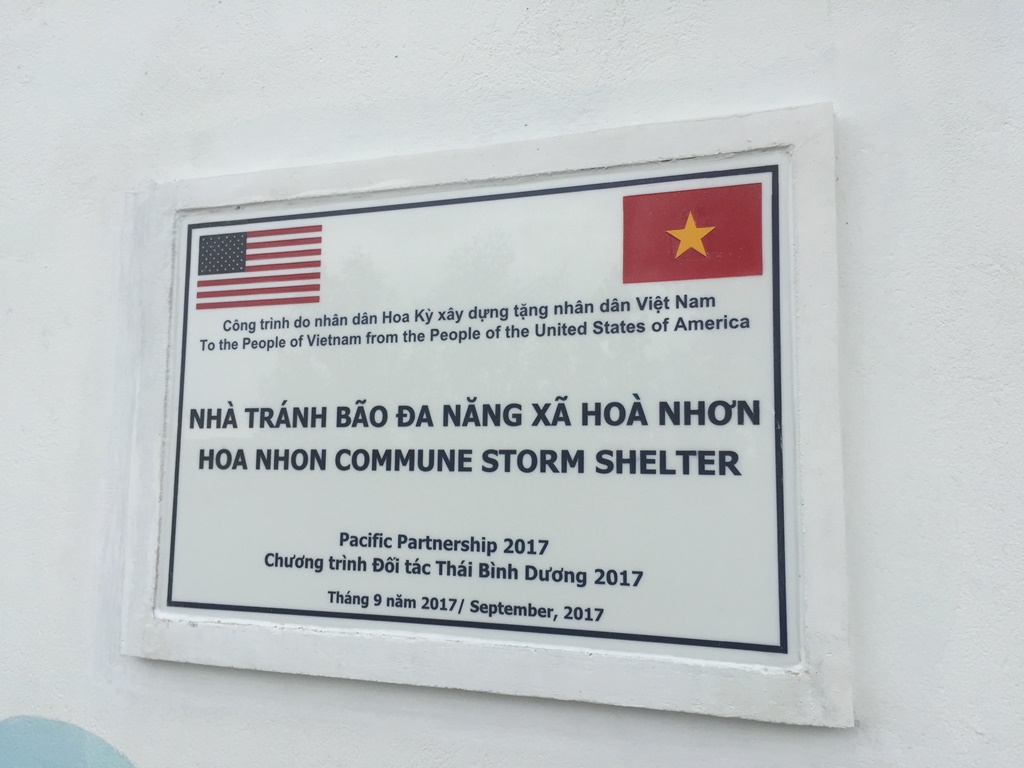 Công trình do nhân dân Hoa Kỳ xây dựng tặng nhân dân Việt Nam
To the People of Vietnam from the People of the United States of America
NHÀ TRÁNH BÃO ĐA NĂNG XÃ HOÀ NHƠN
HOA NHON COMMUNE STORM SHELTER
Pacific Partnership 2017
Chương trình Đối tác Thái Bình Dương 2017
Tháng 9 năm 2017/ September, 2017